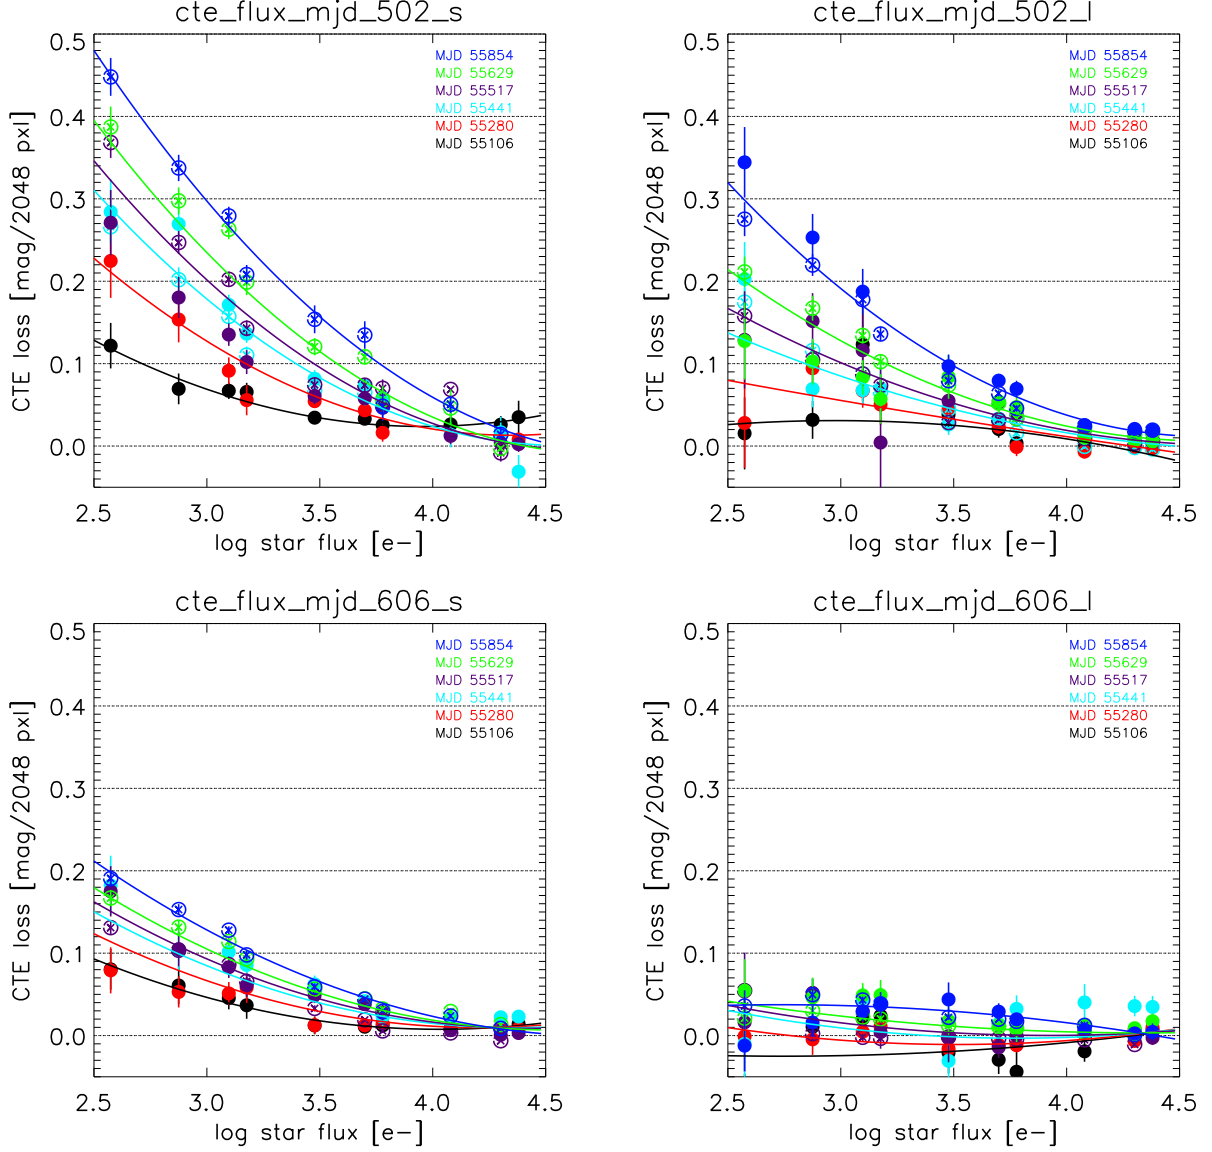 cte_flux_mjd_502_s
CTE loss [mag/2048 pxl]
0.5
0.4
0.3
0.2
0.1
0.0
MJD 55854
MJD 55629
MJD 55517
MJD 55441
MJD 55280
MJD 55106
2.5 3.0 3.5 4.0 4.5
log star flux [e-]
cte_flux_mjd_502_l
CTE loss [mag/2048 pxl]
0.5
0.4
0.3
0.2
0.1
0.0
MJD 55854
MJD 55629
MJD 55517
MJD 55441
MJD 55280
MJD 55106
2.5 3.0 3.5 4.0 4.5
log star flux [e-]
cte_flux_mjd_606_s
CTE loss [mag/2048 pxl]
0.5
0.4
0.3
0.2
0.1
0.0
MJD 55854
MJD 55629
MJD 55517
MJD 55441
MJD 55280
MJD 55106
2.5 3.0 3.5 4.0 4.5
log star flux [e-]
cte_flux_mjd_606_l
CTE loss [mag/2048 pxl]
0.5
0.4
0.3
0.2
0.1
0.0
MJD 55854
MJD 55629
MJD 55517
MJD 55441
MJD 55280
MJD 55106
2.5 3.0 3.5 4.0 4.5
log star flux [e-]